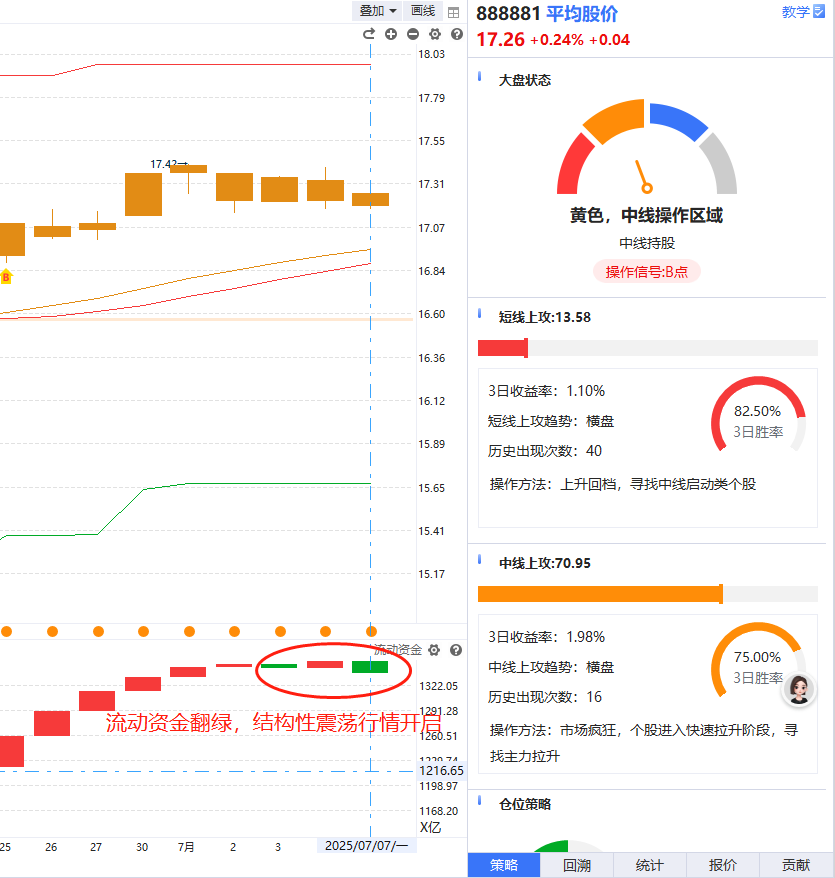 叠加
画线
18.03
17.79
17.55
17.42→
17.31
17.07
B
16.84
16.60
16.36
16.12
15.89
15.65
15.41
15.17
流动资金
1322.05
1291.28
流动资金翻绿，结构性震荡行情开启
1260.51
1229.74
1216.65
1198.97
1168.20
X亿
25 26 27 30 7月 2 3 2025/07/07/一
888881 平均股价
教学
17.26 +0.24% +0.04
大盘状态
黄色，中线操作区域
中线持股
操作信号:B点
短线上攻:13.58
3日收益率：1.10%
短线上攻趋势：横盘
历史出现次数：40
82.50%
3日胜率
操作方法：上升回档，寻找中线启动类个股
中线上攻:70.95
3日收益率：1.98%
中线上攻趋势：横盘
历史出现次数：16
75.00%
3日胜率
操作方法：市场疯狂，个股进入快速拉升阶段，寻
找主力拉升
仓位策略
策略 回溯 统计 报价 贡献